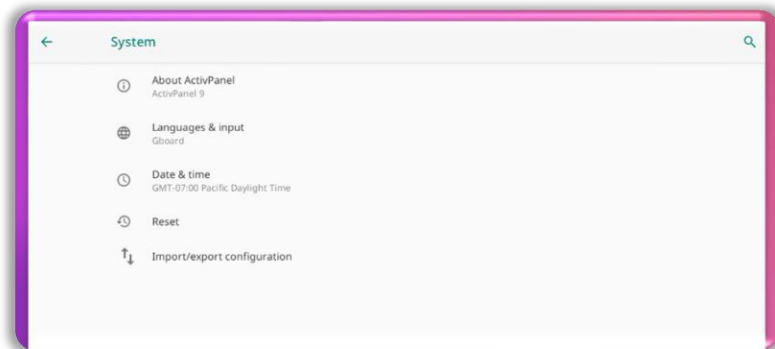 System
About ActivPanel
ActivPanel 9
Languages & input
Gboard
Date & time
GMT-07:00 Pacific Daylight Time
Reset
Import/export configuration